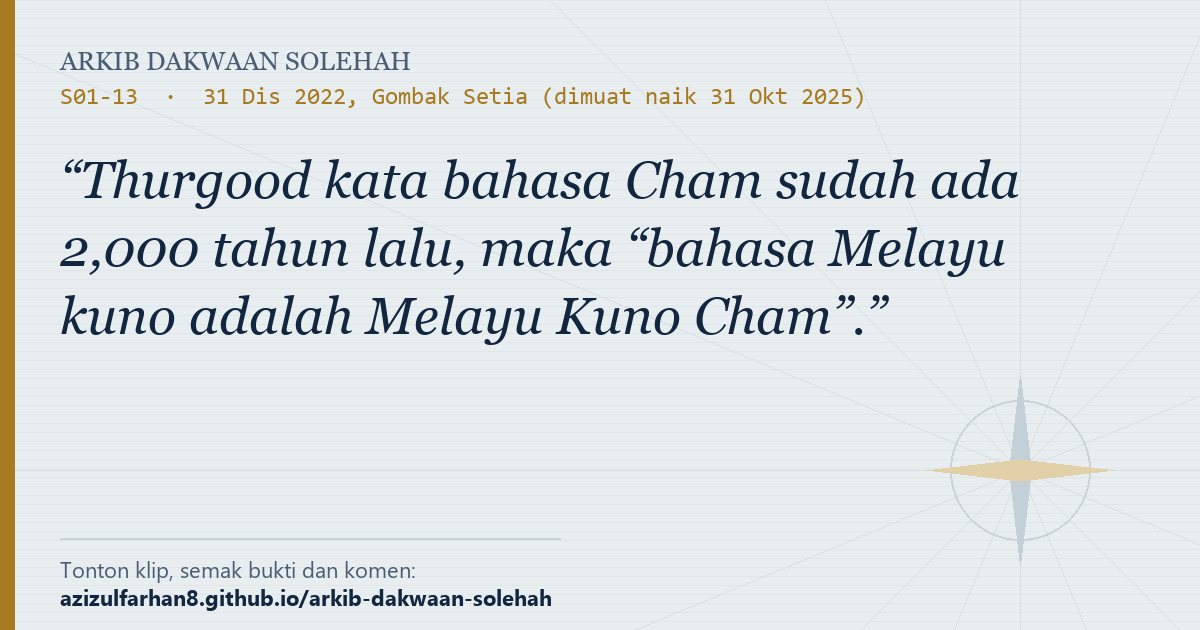 ARKIB DAKWAAN SOLEHAH
S01-13 · 31 Dis 2022, Gombak Setia (dimuat naik 31 Okt 2025)
“Thurgood kata bahasa Cham sudah ada
2,000 tahun lalu, maka “bahasa Melayu
kuno adalah Melayu Kuno Cham”.”
Tonton klip, semak bukti dan komen:
azizulfarhan8.github.io/arkib-dakwaan-solehah